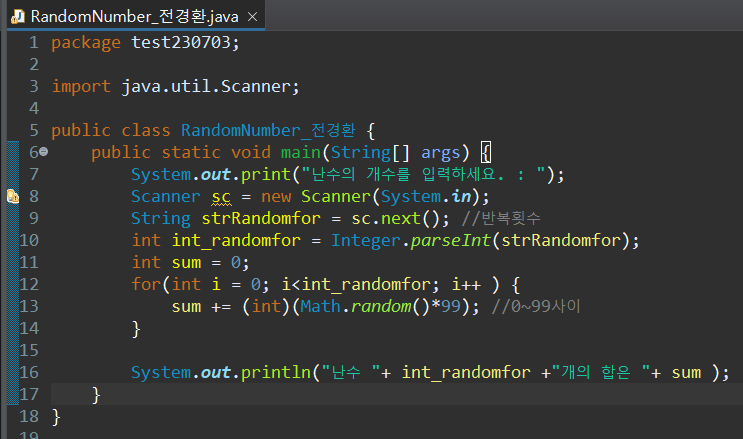 RandomNumber_전경환.java
1 package test230703;
2
3 import java.util.Scanner;
4
5 public class RandomNumber_전경환 {
6 public static void main(String[] args) {
7 System.out.print("난수의 개수를 입력하세요. : ");
8 Scanner sc = new Scanner(System.in);
9 String strRandomfor = sc.next(); //반복횟수
10 int int_randomfor = Integer.parseInt(strRandomfor);
11 int sum = 0;
12 for(int i = 0; i<int_randomfor; i++ ) {
13 sum += (int)(Math.random()*99); //0~99사이
14 }
15
16 System.out.println("난수 "+ int_randomfor +"개의 합은 "+ sum );
17 }
18 }
19